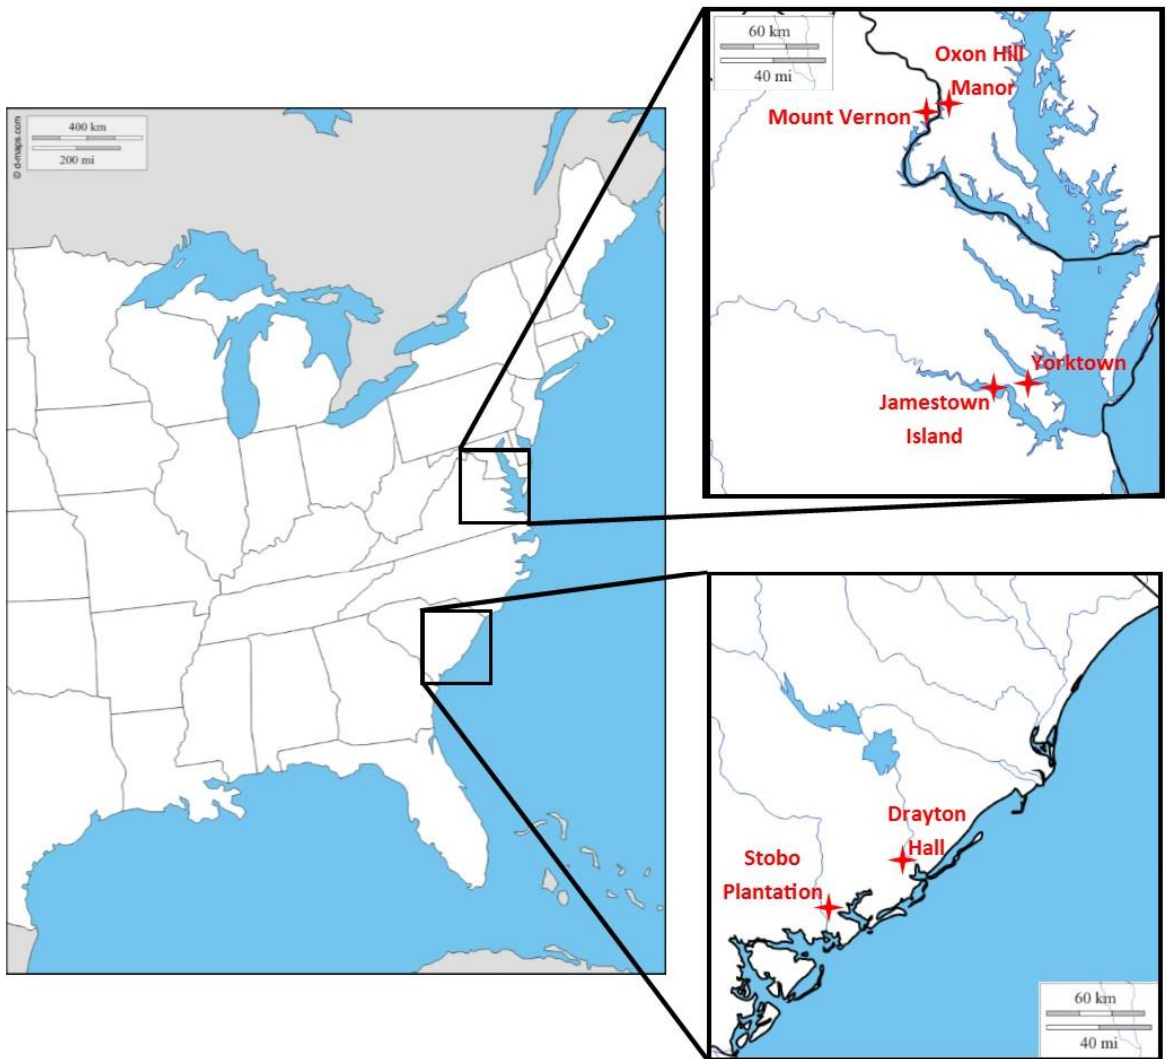 © d-maps.com
400 km
200 mi
60 km
40 mi
Oxon Hill
Manor
Mount Vernon
Yorktown
Jamestown
Island
Drayton
Hall
Stobo
Plantation
60 km
40 mi